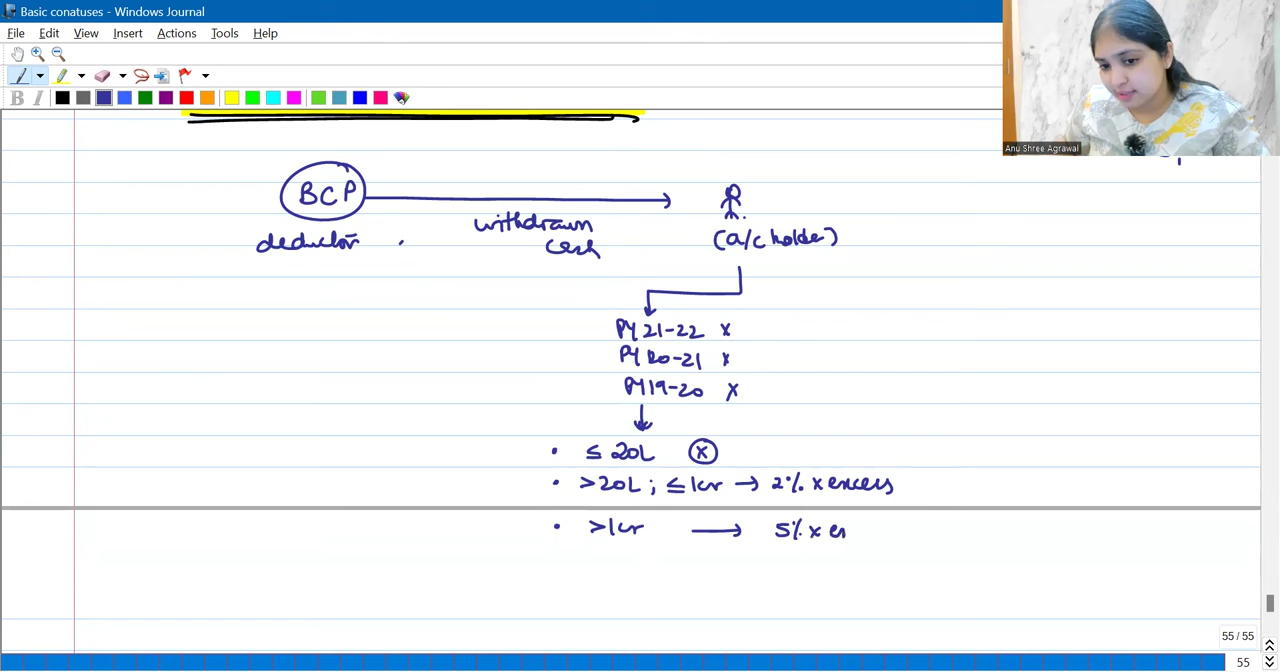 Basic conatuses - Windows Journal
File Edit View Insert Actions Tools Help
B I
Anu Shree Agrawal
BCP
deductor
withdrawn
cash
(a/c holder)
PY 21-22 x
PY 20-21 x
PY 19-20 x
• ≤ 20L x
• >20L ; ≤ 1cr → 2% x excess
• >1cr → 5% x ex
55 / 55
55